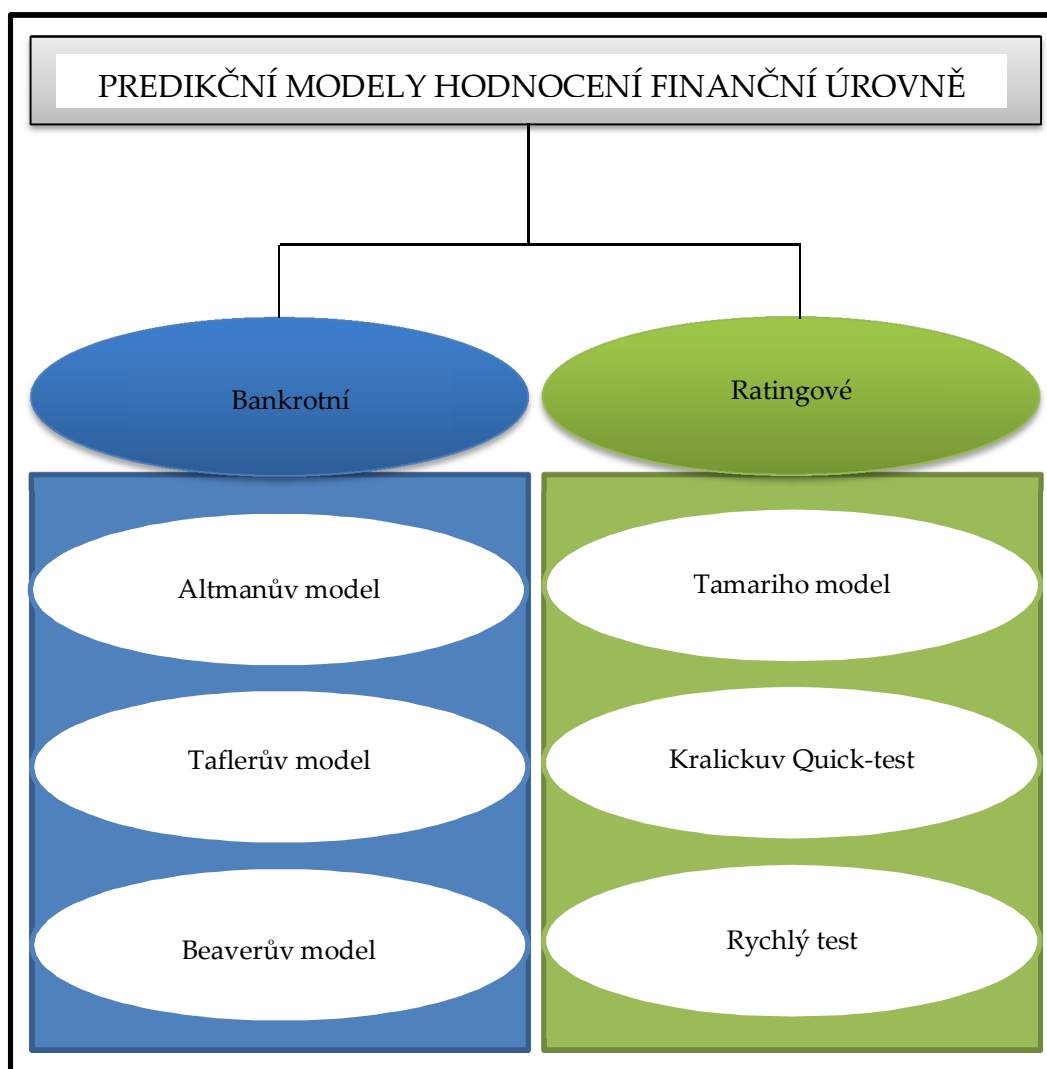 PREDIKČNÍ MODELY HODNOCENÍ FINANČNÍ ÚROVNĚ
Bankrotní
Ratingové
Altmanův model
Tamariho model
Taflerův model
Kralickuv Quick-test
Beaverův model
Rychlý test